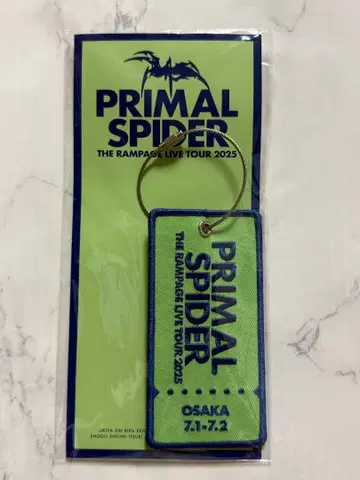 PRIMAL
SPIDER
THE RAMPAGE LIVE TOUR 2025
PRIMAL
SPIDER
THE RAMPAGE LIVE TOUR 2025
OSAKA
7.1-7.2